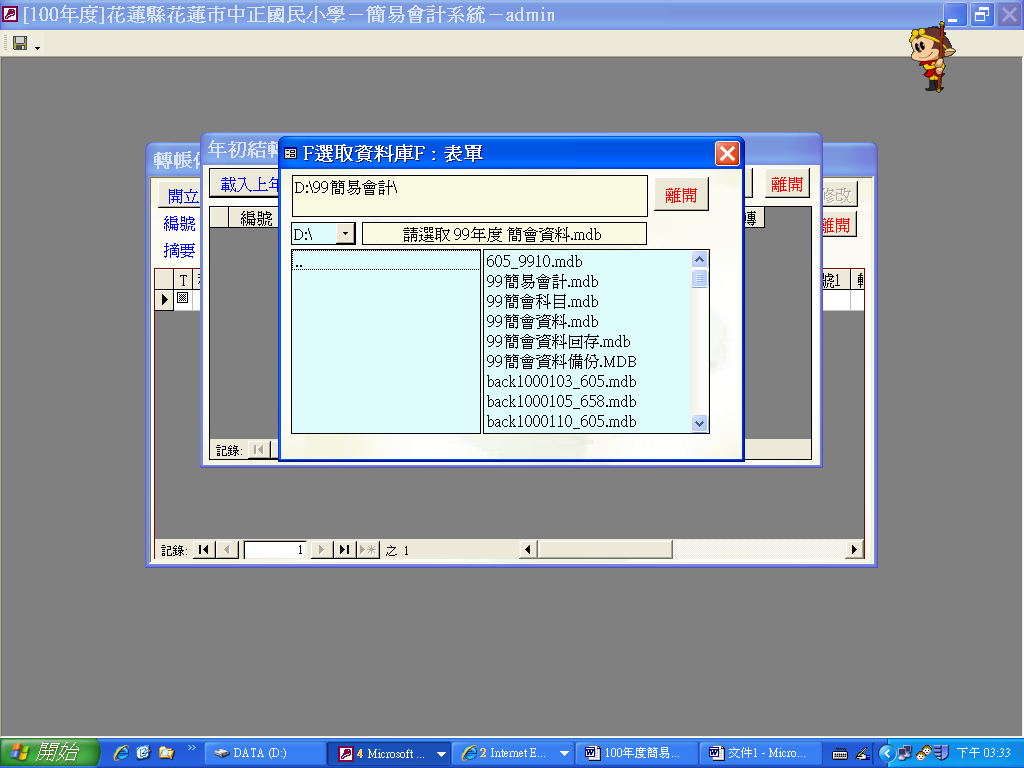 [100年度]花蓮縣花蓮市中正國民小學－簡易會計系統－admin
轉帳
年初結轉
F選取資料庫F：表單
開立
載入上年
D:\99簡易會計\
離開
離開
修改
編號
編號
D:\
請選取 99年度 簡會資料.mdb
轉
離開
摘要
..
605_9910.mdb
T
99簡易會計.mdb
號1
99簡會科目.mdb
99簡會資料.mdb
99簡會資料回存.mdb
99簡會資料備份.MDB
back1000103_605.mdb
back1000105_658.mdb
back1000110_605.mdb
記錄:
記錄: 1 之 1
開始
DATA (D:)
4 Microsoft ...
2 Internet E...
100年度簡易...
文件1 - Micro...
下午 03:33